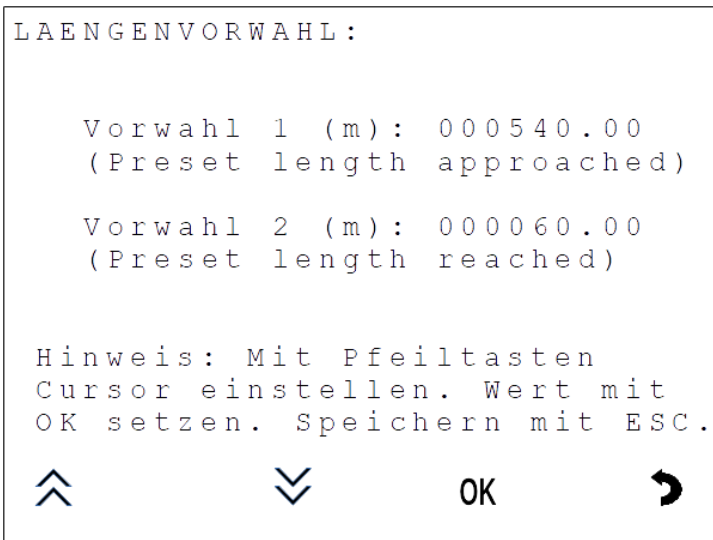 LAENGENVORWAHL:
Vorwahl 1 (m): 000540.00
(Preset length approached)
Vorwahl 2 (m): 000060.00
(Preset length reached)
Hinweis: Mit Pfeiltasten
Cursor einstellen. Wert mit
OK setzen. Speichern mit ESC.
OK